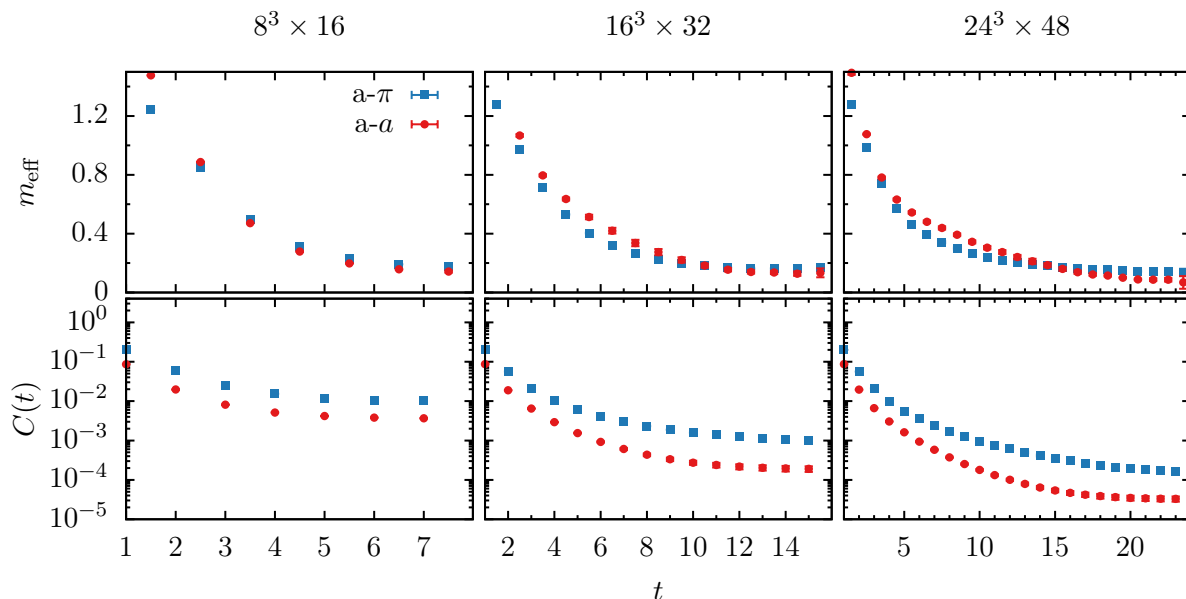 8³ × 16 16³ × 32 24³ × 48
1.2
0.8
0.4
0
m_eff
a-π
a-a
10⁰
10⁻¹
10⁻²
10⁻³
10⁻⁴
10⁻⁵
C(t)
1 2 3 4 5 6 7 2 4 6 8 10 12 14 5 10 15 20
t